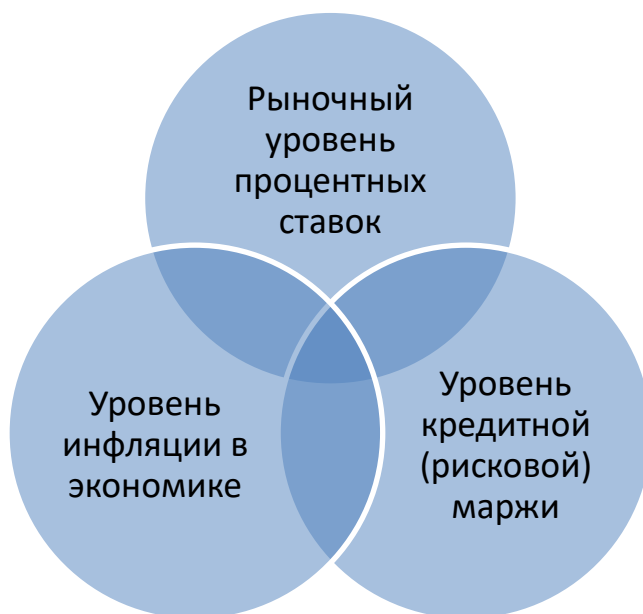 Рыночный
уровень
процентных
ставок
Уровень
инфляции в
экономике
Уровень
кредитной
(рисковой)
маржи